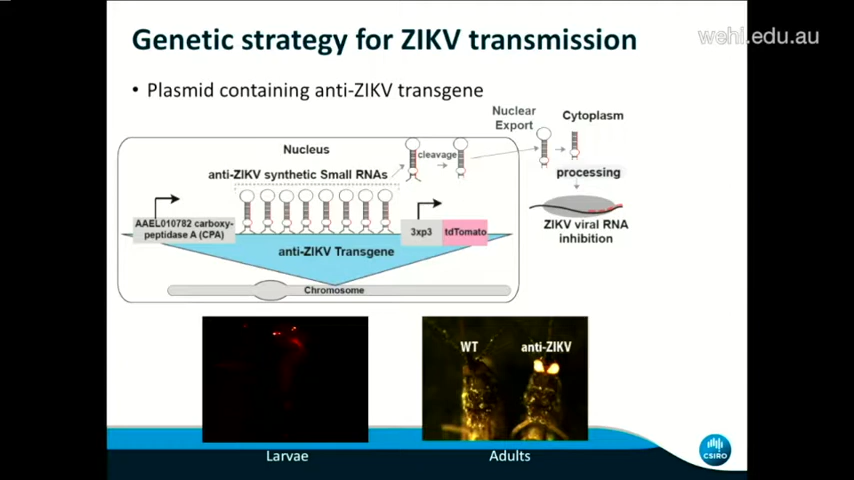 Genetic strategy for ZIKV transmission
wehi.edu.au
• Plasmid containing anti-ZIKV transgene
Nuclear
Export
Cytoplasm
Nucleus
cleavage
anti-ZIKV synthetic Small RNAs
processing
AAEL010782 carboxy-
peptidase A (CPA)
3xp3
tdTomato
ZIKV viral RNA
inhibition
anti-ZIKV Transgene
Chromosome
WT
anti-ZIKV
Larvae
Adults
CSIRO